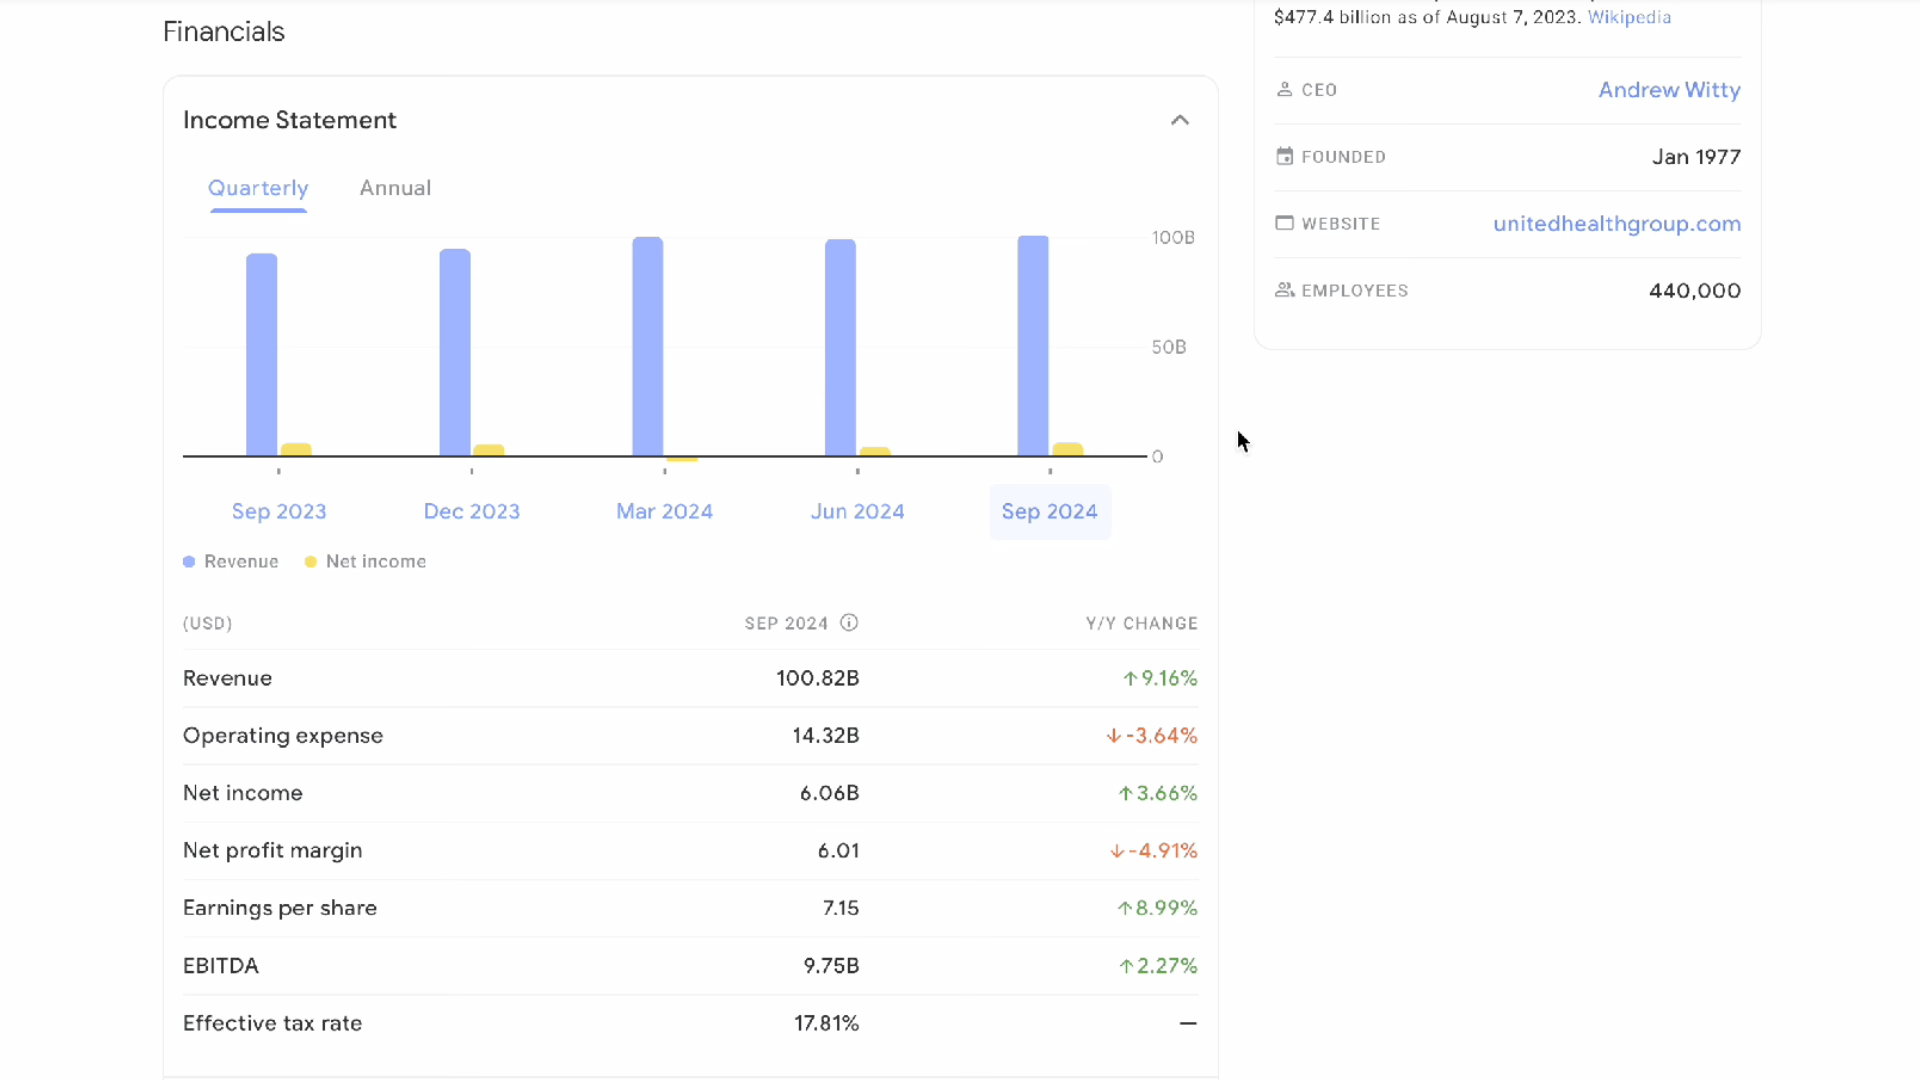 Financials
Income Statement
Quarterly Annual
100B
50B
0
Sep 2023 Dec 2023 Mar 2024 Jun 2024 Sep 2024
Revenue Net income
(USD) SEP 2024 Y/Y CHANGE
Revenue 100.82B ↑9.16%
Operating expense 14.32B ↓-3.64%
Net income 6.06B ↑3.66%
Net profit margin 6.01 ↓-4.91%
Earnings per share 7.15 ↑8.99%
EBITDA 9.75B ↑2.27%
Effective tax rate 17.81% —
$477.4 billion as of August 7, 2023. Wikipedia
CEO Andrew Witty
FOUNDED Jan 1977
WEBSITE unitedhealthgroup.com
EMPLOYEES 440,000